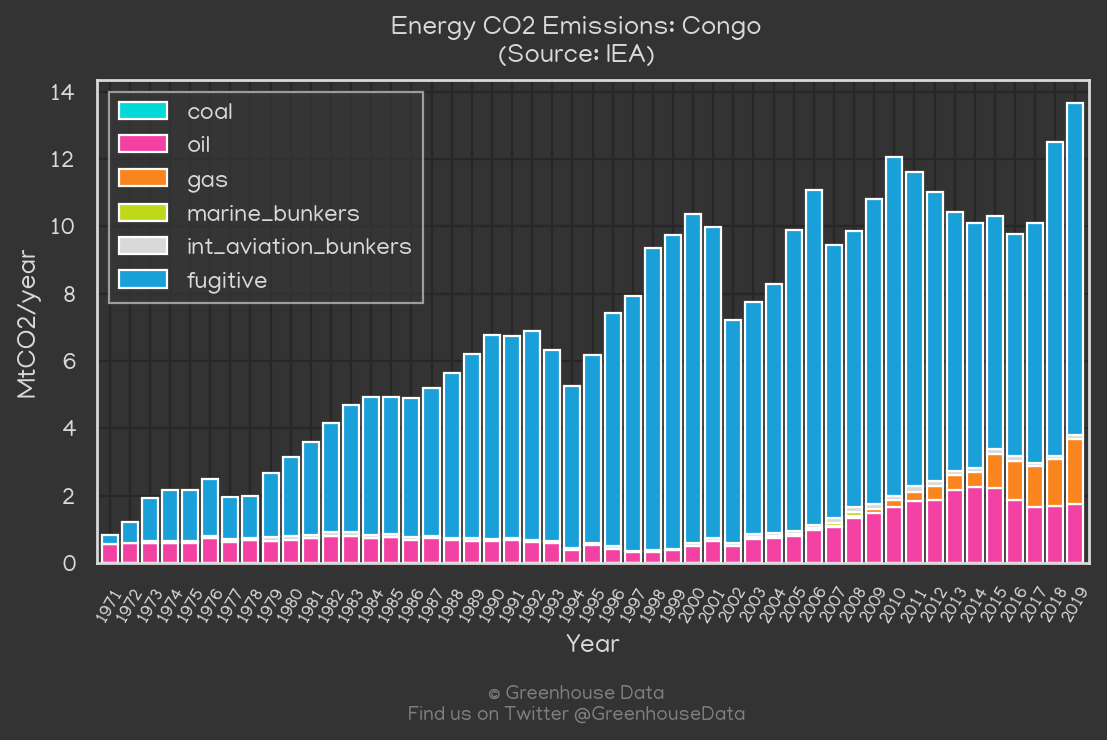 Energy CO2 Emissions: Congo
(Source: IEA)
14
12
10
8
6
4
2
0
MtCO2/year
coal
oil
gas
marine_bunkers
int_aviation_bunkers
fugitive
1971 1972 1973 1974 1975 1976 1977 1978 1979 1980 1981 1982 1983 1984 1985 1986 1987 1988 1989 1990 1991 1992 1993 1994 1995 1996 1997 1998 1999 2000 2001 2002 2003 2004 2005 2006 2007 2008 2009 2010 2011 2012 2013 2014 2015 2016 2017 2018 2019
Year
© Greenhouse Data
Find us on Twitter @GreenhouseData